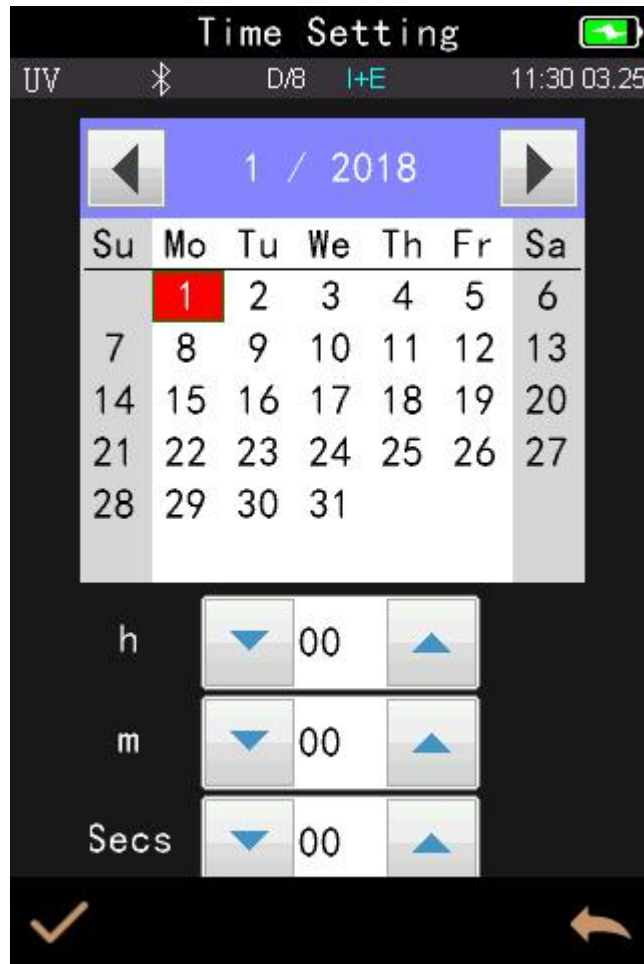 Time Setting
UV D/8 I+E 11:30 03.25
1 / 2018
Su Mo Tu We Th Fr Sa
1 2 3 4 5 6
7 8 9 10 11 12 13
14 15 16 17 18 19 20
21 22 23 24 25 26 27
28 29 30 31
h 00
m 00
Secs 00